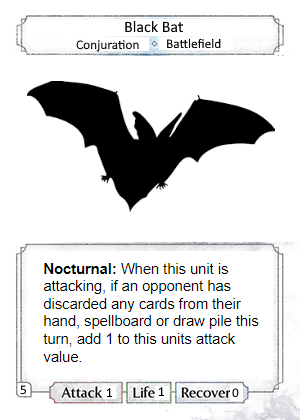 Black Bat
Conjuration ◇ Battlefield
Nocturnal: When this unit is
attacking, if an opponent has
discarded any cards from their
hand, spellboard or draw pile this
turn, add 1 to this units attack
value.
5 Attack 1 Life 1 Recover 0